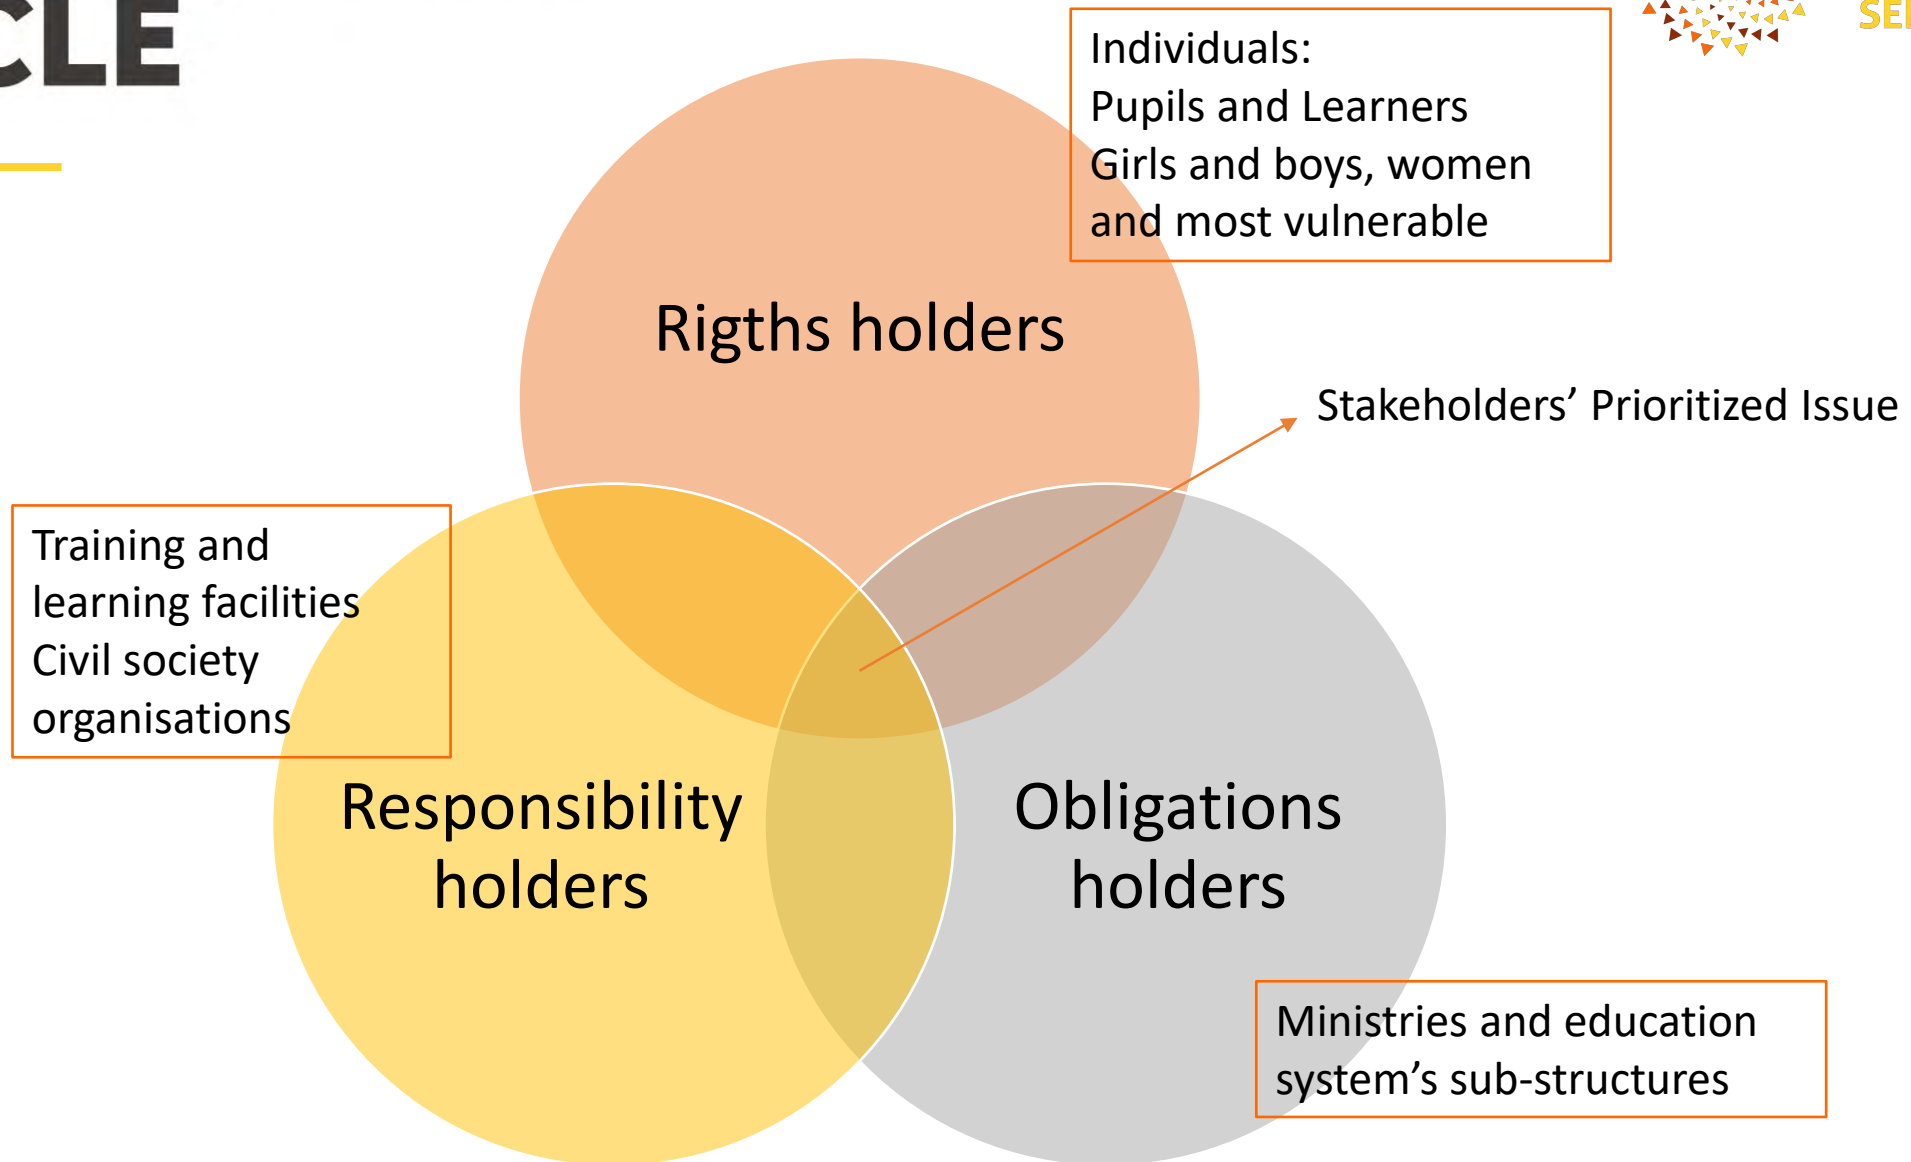 CLE
SEI
Individuals:
Pupils and Learners
Girls and boys, women
and most vulnerable
Rigths holders
Stakeholders’ Prioritized Issue
Training and
learning facilities
Civil society
organisations
Responsibility
holders
Obligations
holders
Ministries and education
system’s sub-structures